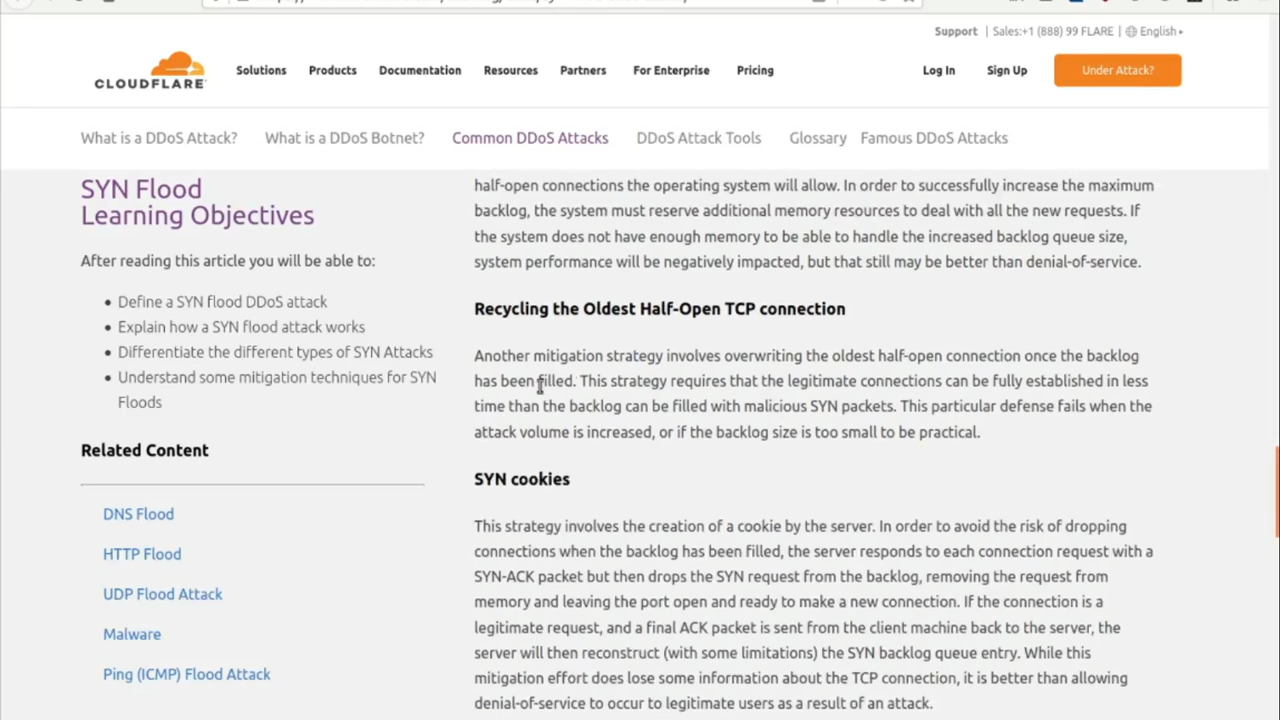 Support | Sales:+1 (888) 99 FLARE | English
CLOUDFLARE Solutions Products Documentation Resources Partners For Enterprise Pricing Log In Sign Up Under Attack?
What is a DDoS Attack? What is a DDoS Botnet? Common DDoS Attacks DDoS Attack Tools Glossary Famous DDoS Attacks
SYN Flood
Learning Objectives
After reading this article you will be able to:
• Define a SYN flood DDoS attack
• Explain how a SYN flood attack works
• Differentiate the different types of SYN Attacks
• Understand some mitigation techniques for SYN
Floods
Related Content
DNS Flood
HTTP Flood
UDP Flood Attack
Malware
Ping (ICMP) Flood Attack
half-open connections the operating system will allow. In order to successfully increase the maximum
backlog, the system must reserve additional memory resources to deal with all the new requests. If
the system does not have enough memory to be able to handle the increased backlog queue size,
system performance will be negatively impacted, but that still may be better than denial-of-service.
Recycling the Oldest Half-Open TCP connection
Another mitigation strategy involves overwriting the oldest half-open connection once the backlog
has been filled. This strategy requires that the legitimate connections can be fully established in less
time than the backlog can be filled with malicious SYN packets. This particular defense fails when the
attack volume is increased, or if the backlog size is too small to be practical.
SYN cookies
This strategy involves the creation of a cookie by the server. In order to avoid the risk of dropping
connections when the backlog has been filled, the server responds to each connection request with a
SYN-ACK packet but then drops the SYN request from the backlog, removing the request from
memory and leaving the port open and ready to make a new connection. If the connection is a
legitimate request, and a final ACK packet is sent from the client machine back to the server, the
server will then reconstruct (with some limitations) the SYN backlog queue entry. While this
mitigation effort does lose some information about the TCP connection, it is better than allowing
denial-of-service to occur to legitimate users as a result of an attack.